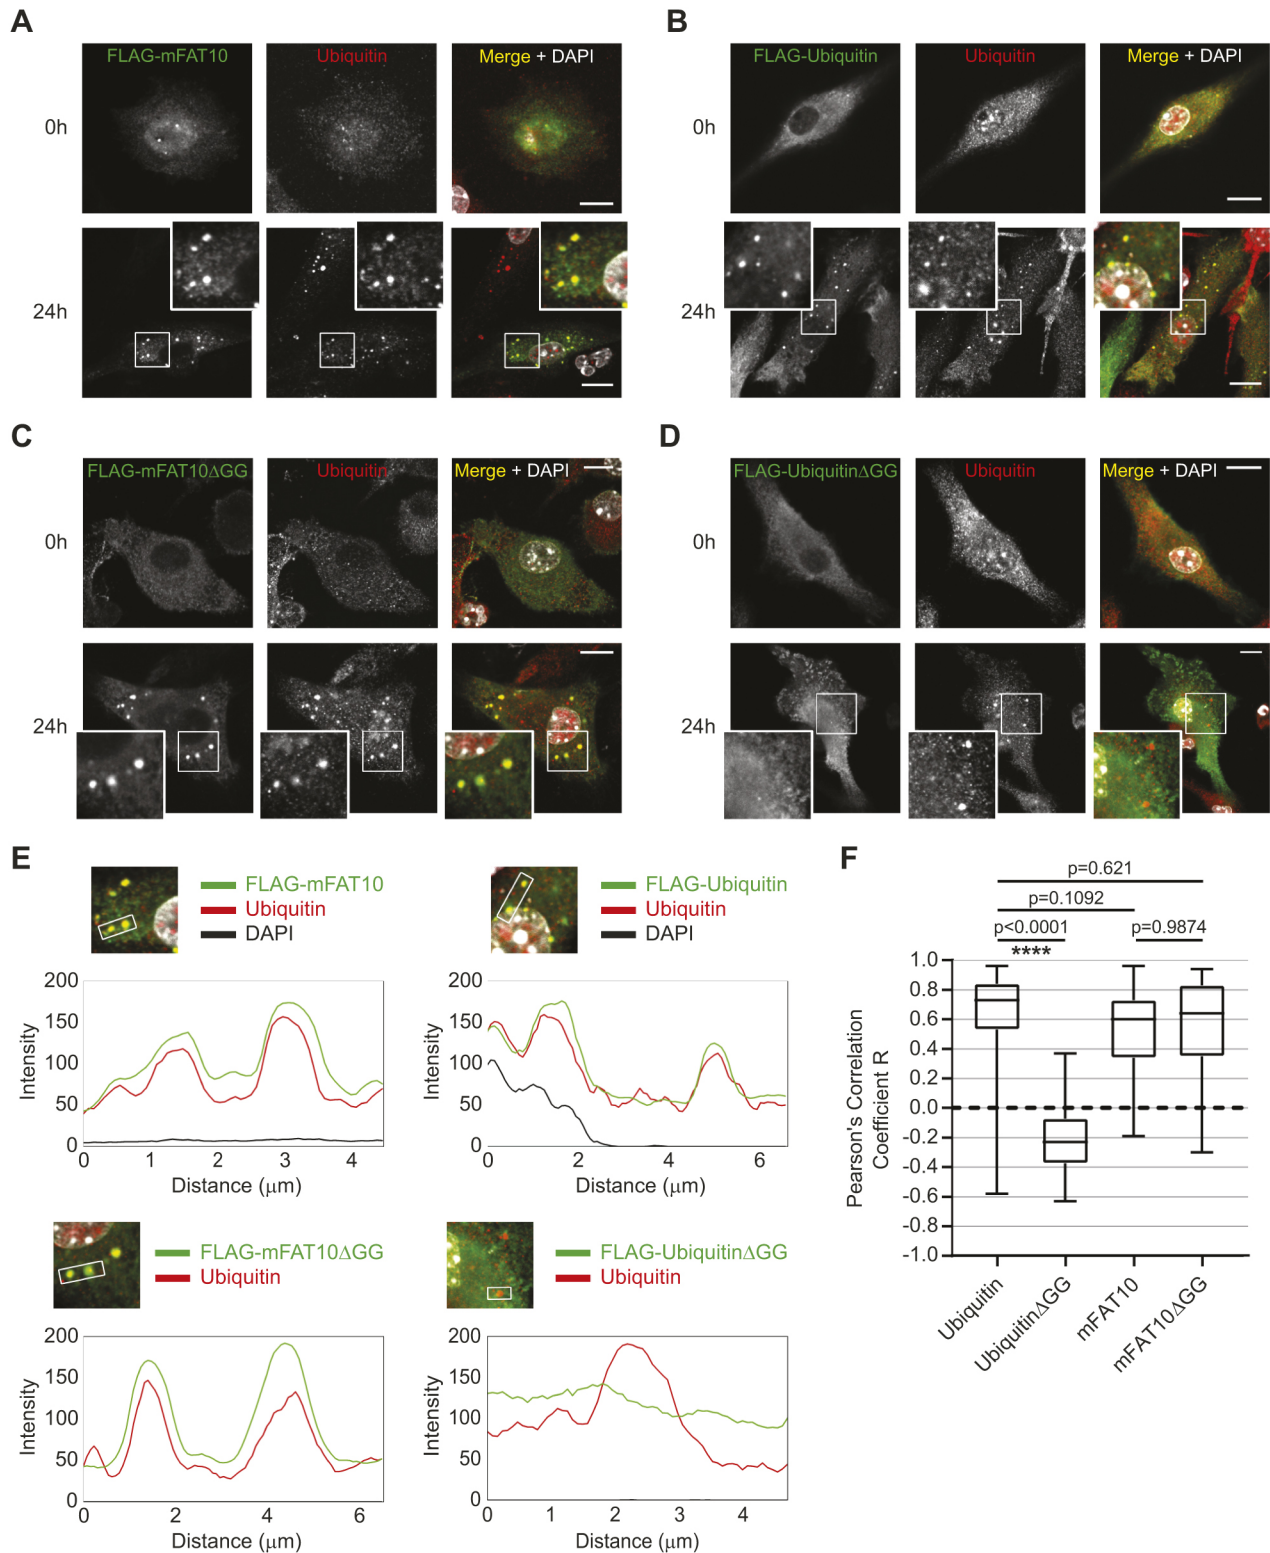 A
FLAG-mFAT10 Ubiquitin Merge + DAPI
0h
24h
B
FLAG-Ubiquitin Ubiquitin Merge + DAPI
0h
24h
C
FLAG-mFAT10ΔGG Ubiquitin Merge + DAPI
0h
24h
D
FLAG-UbiquitinΔGG Ubiquitin Merge + DAPI
0h
24h
E
FLAG-mFAT10
Ubiquitin
DAPI
200
150
100
50
0
Intensity
0 1 2 3 4
Distance (μm)
FLAG-Ubiquitin
Ubiquitin
DAPI
200
150
100
50
0
Intensity
0 2 4 6
Distance (μm)
FLAG-mFAT10ΔGG
Ubiquitin
200
150
100
50
0
Intensity
0 2 4 6
Distance (μm)
FLAG-UbiquitinΔGG
Ubiquitin
200
150
100
50
0
Intensity
0 1 2 3 4
Distance (μm)
F
p=0.621
p=0.1092
p<0.0001 p=0.9874
****
1.0
0.8
0.6
0.4
0.2
0.0
-0.2
-0.4
-0.6
-0.8
-1.0
Pearson's Correlation
Coefficient R
Ubiquitin
UbiquitinΔGG
mFAT10
mFAT10ΔGG